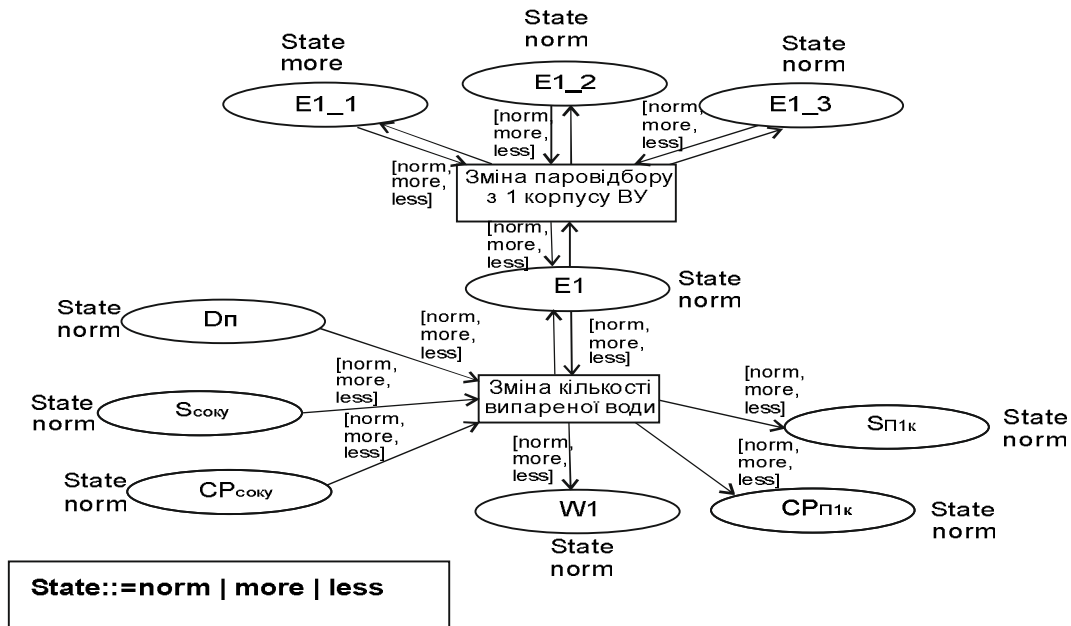 State
norm
State
more
State
norm
E1_2
E1_1
E1_3
[norm,
more,
less]
[norm,
more,
less]
[norm,
more,
less]
Зміна паровідбору
з 1 корпусу ВУ
[norm,
more,
less]
E1
State
norm
State
norm
Dп
[norm,
more,
less]
[norm,
more,
less]
[norm,
more,
less]
Зміна кількості
випареної води
[norm,
more,
less]
State
norm
Sсоку
[norm,
more,
less]
SП1к
State
norm
State
norm
CPсоку
[norm,
more,
less]
[norm,
more,
less]
W1
CPП1к
State
norm
State
norm
State::=norm | more | less